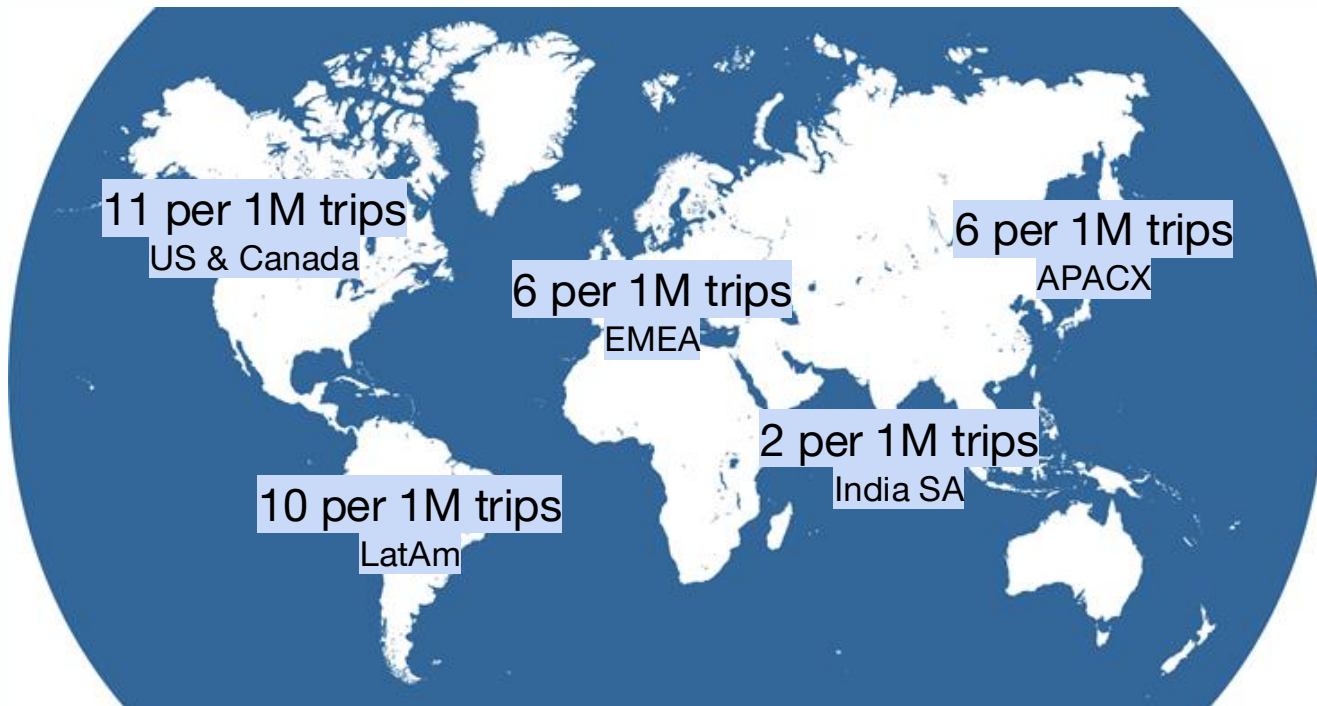 11 per 1M trips
US & Canada
6 per 1M trips
APACX
6 per 1M trips
EMEA
2 per 1M trips
India SA
10 per 1M trips
LatAm